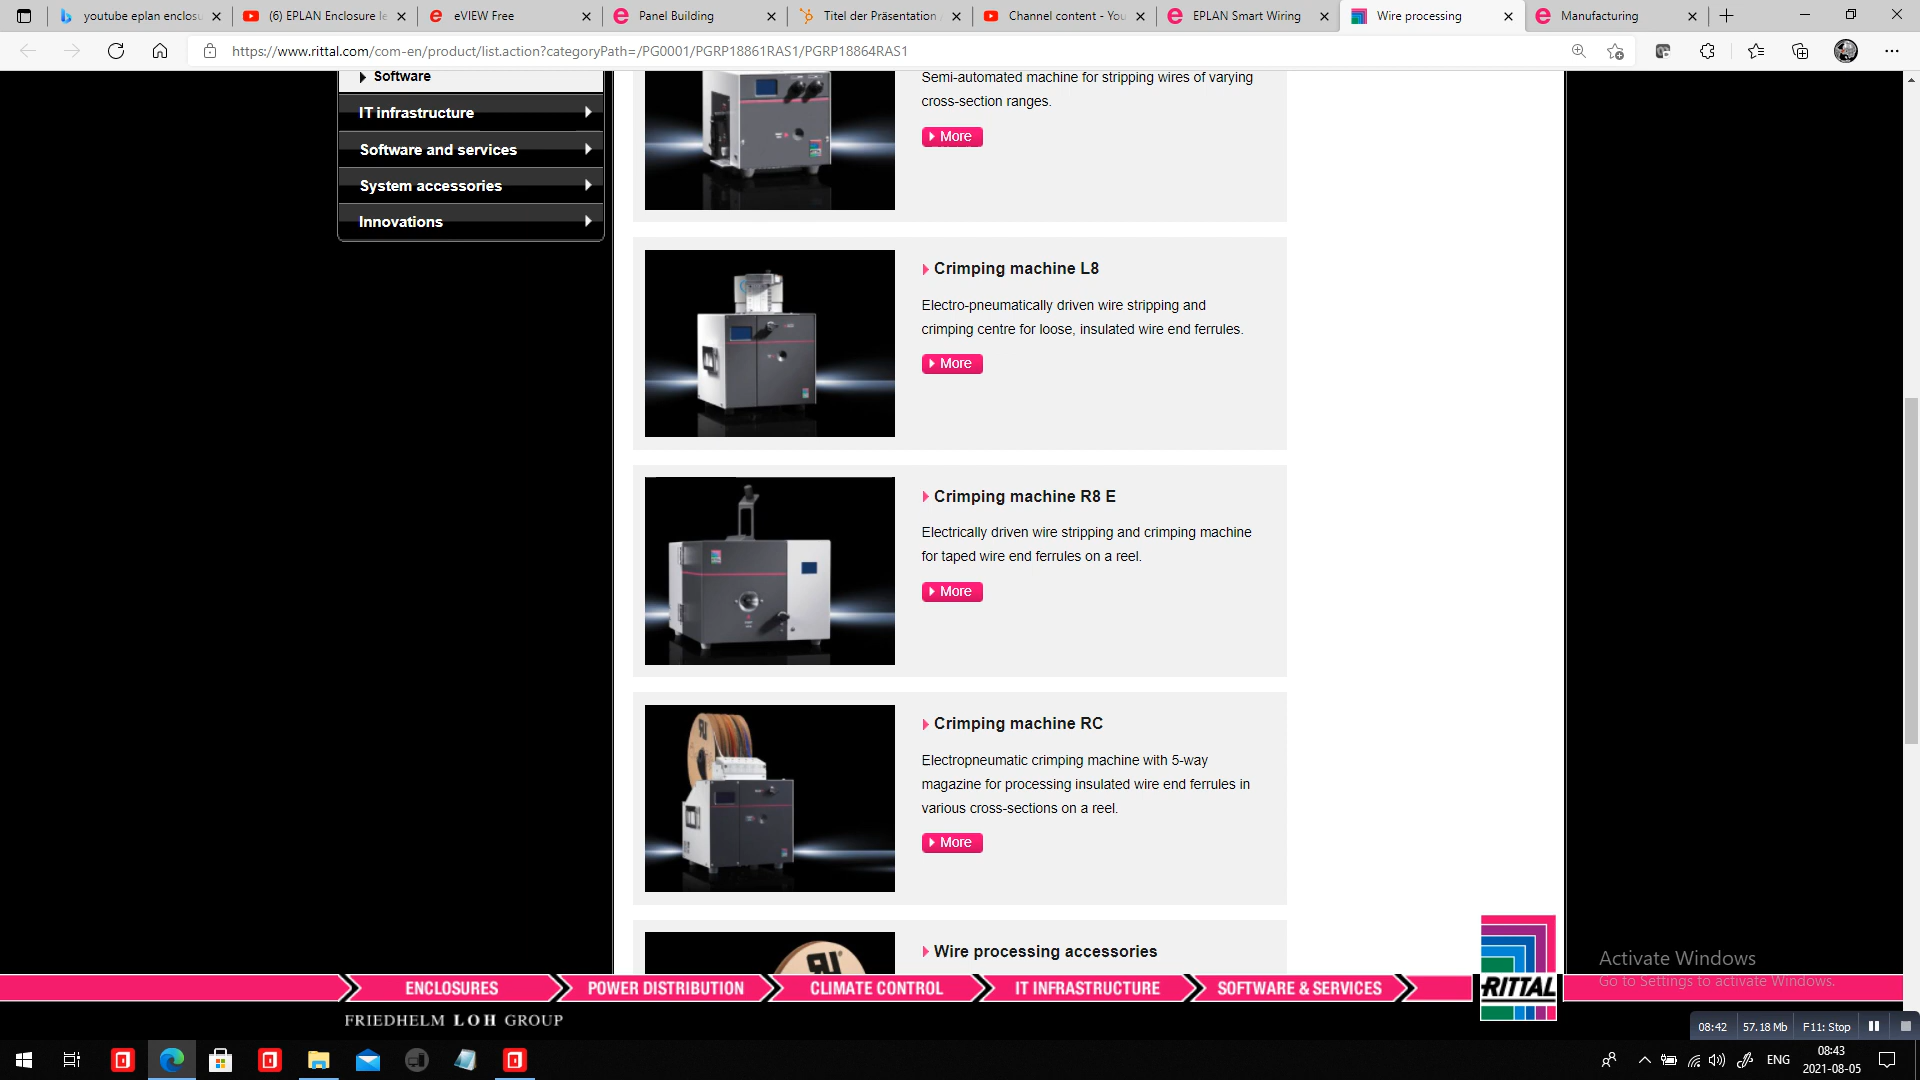 youtube eplan enclosu
(6) EPLAN Enclosure le
eVIEW Free
Panel Building
Titel der Präsentation
Channel content - You
EPLAN Smart Wiring
Wire processing
Manufacturing
https://www.rittal.com/com-en/product/list.action?categoryPath=/PG0001/PGRP18861RAS1/PGRP18864RAS1
Software
IT infrastructure
Software and services
System accessories
Innovations
Semi-automated machine for stripping wires of varying
cross-section ranges.
More
Crimping machine L8
Electro-pneumatically driven wire stripping and
crimping centre for loose, insulated wire end ferrules.
More
Crimping machine R8 E
Electrically driven wire stripping and crimping machine
for taped wire end ferrules on a reel.
More
Crimping machine RC
Electropneumatic crimping machine with 5-way
magazine for processing insulated wire end ferrules in
various cross-sections on a reel.
More
Wire processing accessories
Activate Windows
Go to Settings to activate Windows.
ENCLOSURES
POWER DISTRIBUTION
CLIMATE CONTROL
IT INFRASTRUCTURE
SOFTWARE & SERVICES
RITTAL
FRIEDHELM LOH GROUP
08:42
57.18 Mb
F11: Stop
ENG
08:43
2021-08-05